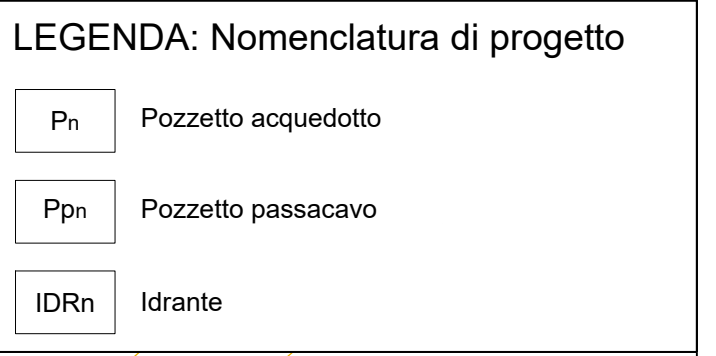 LEGENDA: Nomenclatura di progetto
Pn Pozzetto acquedotto
Ppn Pozzetto passacavo
IDRn Idrante